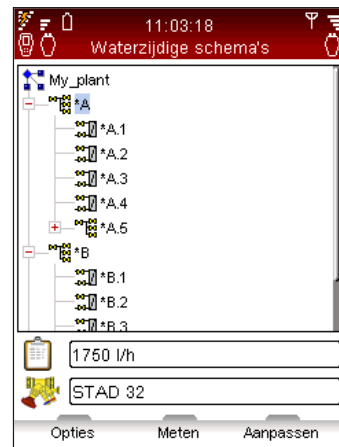 11:03:18
Waterzijdige schema's
My_plant
*A
*A.1
*A.2
*A.3
*A.4
*A.5
*B
*B.1
*B.2
*B.3
1750 l/h
STAD 32
Opties Meten Aanpassen